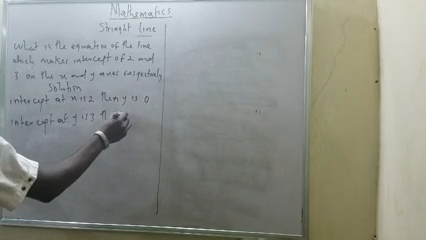 Mathematics
Straight line
What is the equation of the line
which makes intercept of 2 and
3 on the x and y axis respectively
Solution
intercept at x is 2 then y is 0
intercept at y is 3